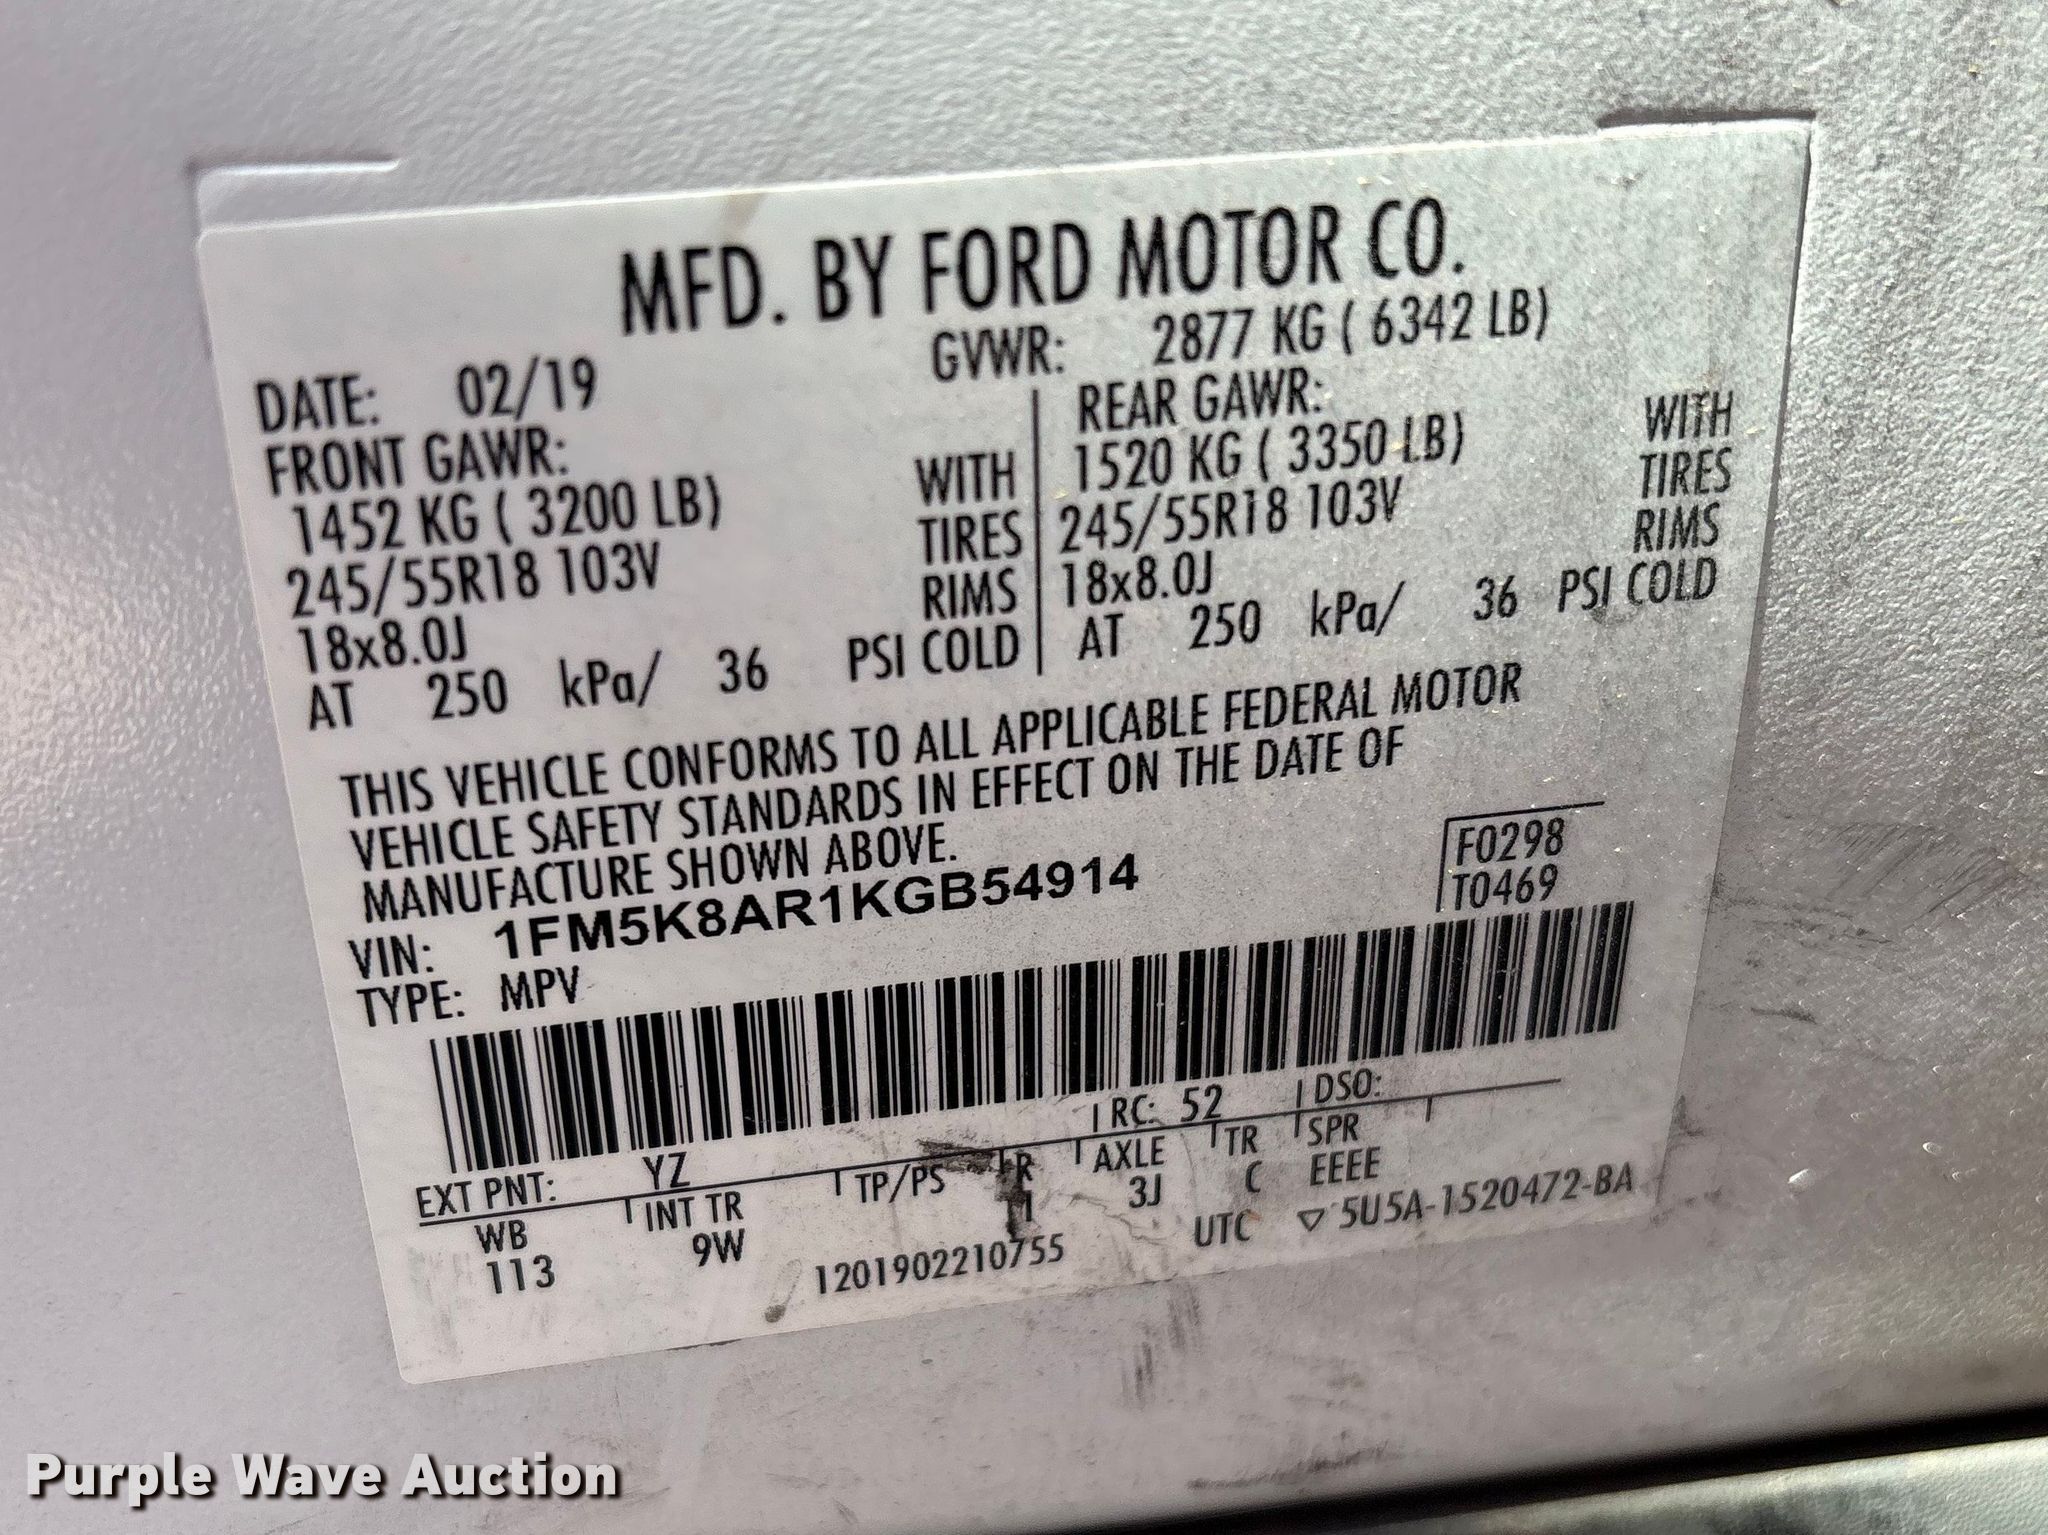 MFD. BY FORD MOTOR CO.
DATE: 02/19 GVWR: 2877 KG ( 6342 LB)
FRONT GAWR: REAR GAWR:
1452 KG ( 3200 LB) WITH 1520 KG ( 3350 LB) WITH
245/55R18 103V TIRES 245/55R18 103V TIRES
18x8.0J RIMS 18x8.0J RIMS
AT 250 kPa/ 36 PSI COLD AT 250 kPa/ 36 PSI COLD
THIS VEHICLE CONFORMS TO ALL APPLICABLE FEDERAL MOTOR
VEHICLE SAFETY STANDARDS IN EFFECT ON THE DATE OF
MANUFACTURE SHOWN ABOVE.
F0298
VIN: 1FM5K8AR1KGB54914 T0469
TYPE: MPV
RC: 52 DSO:
EXT PNT: YZ
WB INT TR TP/PS R AXLE TR SPR
113 9W 1 3J C EEEE
1201902210755 UTC ▽ 5U5A-1520472-BA
Purple Wave Auction